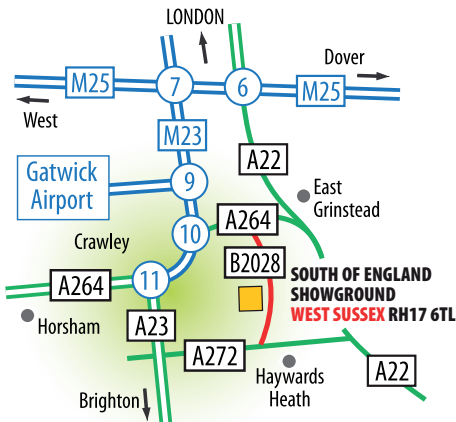 LONDON
Dover
M25
7
6
M25
West
M23
A22
Gatwick
Airport
9
East
Grinstead
A264
10
Crawley
B2028
SOUTH OF ENGLAND
SHOWGROUND
WEST SUSSEX RH17 6TL
A264
11
Horsham
A23
A272
Haywards
Heath
A22
Brighton